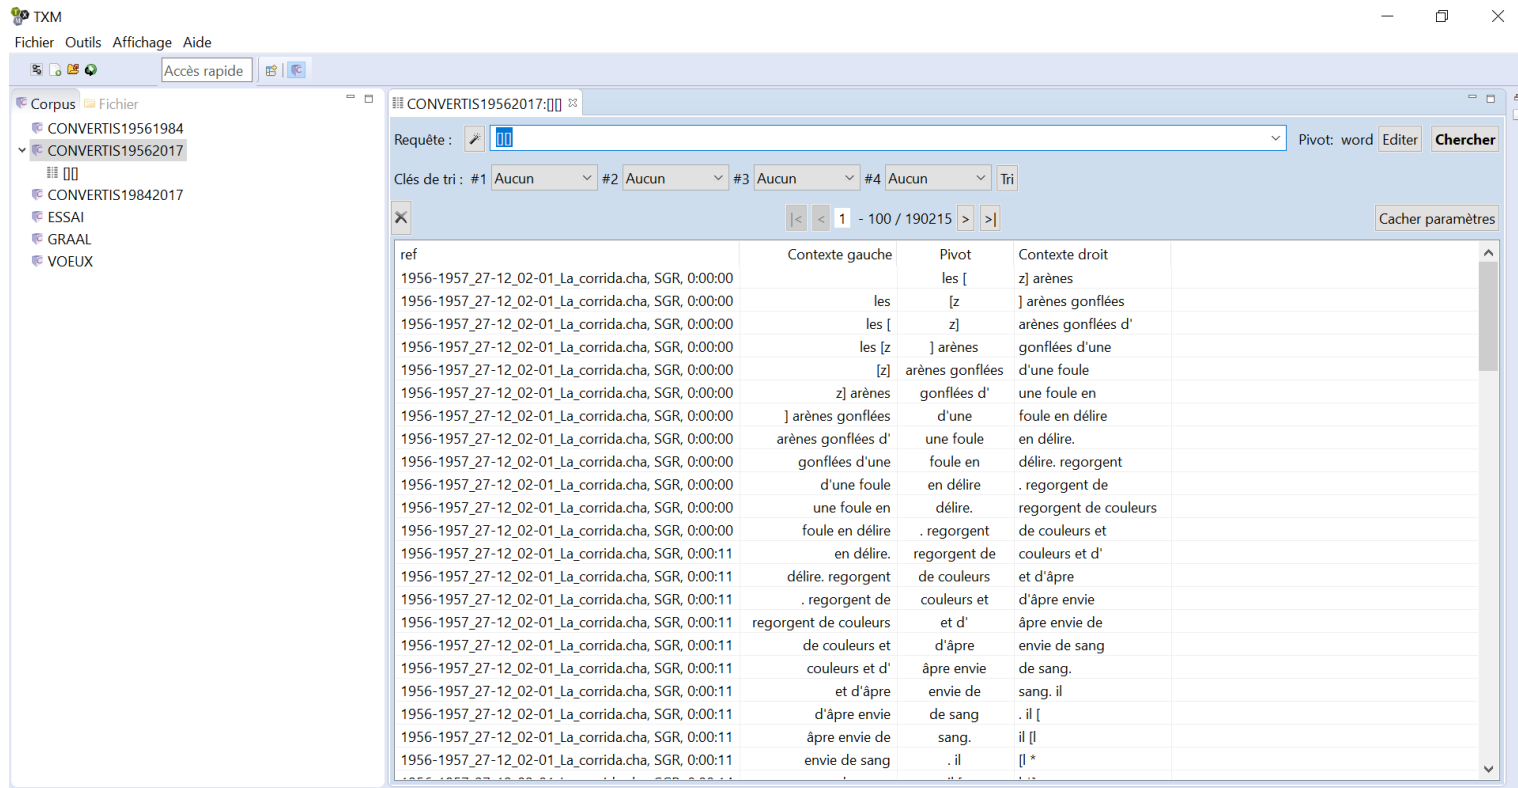 TXM
Fichier Outils Affichage Aide
Accès rapide
Corpus Fichier
CONVERTIS19561984
CONVERTIS19562017
[][]
CONVERTIS19842017
ESSAI
GRAAL
VOEUX
CONVERTIS19562017:[][]
Requête : [][] Pivot: word Editer Chercher
Clés de tri : #1 Aucun #2 Aucun #3 Aucun #4 Aucun Tri
|< < 1 - 100 / 190215 > >| Cacher paramètres
ref Contexte gauche Pivot Contexte droit
1956-1957_27-12_02-01_La_corrida.cha, SGR, 0:00:00 les [ z] arènes
1956-1957_27-12_02-01_La_corrida.cha, SGR, 0:00:00 les [z ] arènes gonflées
1956-1957_27-12_02-01_La_corrida.cha, SGR, 0:00:00 les [ z] arènes gonflées d'
1956-1957_27-12_02-01_La_corrida.cha, SGR, 0:00:00 les [z ] arènes gonflées d'une
1956-1957_27-12_02-01_La_corrida.cha, SGR, 0:00:00 [z] arènes gonflées d'une foule
1956-1957_27-12_02-01_La_corrida.cha, SGR, 0:00:00 z] arènes gonflées d' une foule en
1956-1957_27-12_02-01_La_corrida.cha, SGR, 0:00:00 ] arènes gonflées d'une foule en délire
1956-1957_27-12_02-01_La_corrida.cha, SGR, 0:00:00 arènes gonflées d' une foule en délire.
1956-1957_27-12_02-01_La_corrida.cha, SGR, 0:00:00 gonflées d'une foule en délire. regorgent
1956-1957_27-12_02-01_La_corrida.cha, SGR, 0:00:00 d'une foule en délire . regorgent de
1956-1957_27-12_02-01_La_corrida.cha, SGR, 0:00:00 une foule en délire. regorgent de couleurs
1956-1957_27-12_02-01_La_corrida.cha, SGR, 0:00:00 foule en délire . regorgent de couleurs et
1956-1957_27-12_02-01_La_corrida.cha, SGR, 0:00:11 en délire. regorgent de couleurs et d'
1956-1957_27-12_02-01_La_corrida.cha, SGR, 0:00:11 délire. regorgent de couleurs et d'âpre
1956-1957_27-12_02-01_La_corrida.cha, SGR, 0:00:11 . regorgent de couleurs et d'âpre envie
1956-1957_27-12_02-01_La_corrida.cha, SGR, 0:00:11 regorgent de couleurs et d' âpre envie de
1956-1957_27-12_02-01_La_corrida.cha, SGR, 0:00:11 de couleurs et d'âpre envie de sang
1956-1957_27-12_02-01_La_corrida.cha, SGR, 0:00:11 couleurs et d' âpre envie de sang.
1956-1957_27-12_02-01_La_corrida.cha, SGR, 0:00:11 et d'âpre envie de sang. il
1956-1957_27-12_02-01_La_corrida.cha, SGR, 0:00:11 d'âpre envie de sang . il [
1956-1957_27-12_02-01_La_corrida.cha, SGR, 0:00:11 âpre envie de sang. il [l
1956-1957_27-12_02-01_La_corrida.cha, SGR, 0:00:11 envie de sang . il [l *